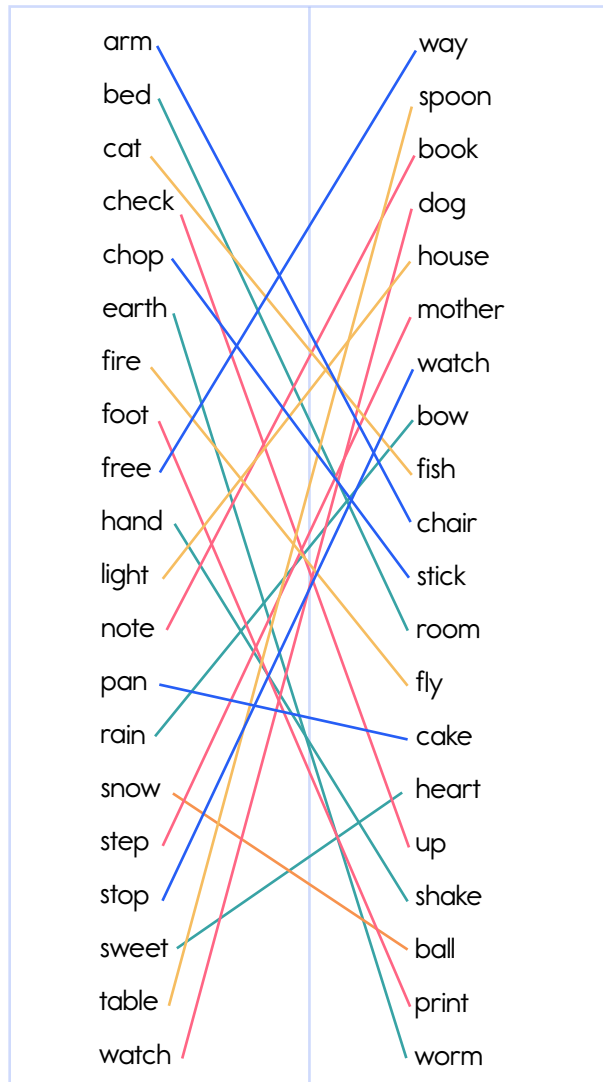 arm way
bed spoon
cat book
check dog
chop house
earth mother
fire watch
foot bow
free fish
hand chair
light stick
note room
pan fly
rain cake
snow heart
step up
stop shake
sweet ball
table print
watch worm